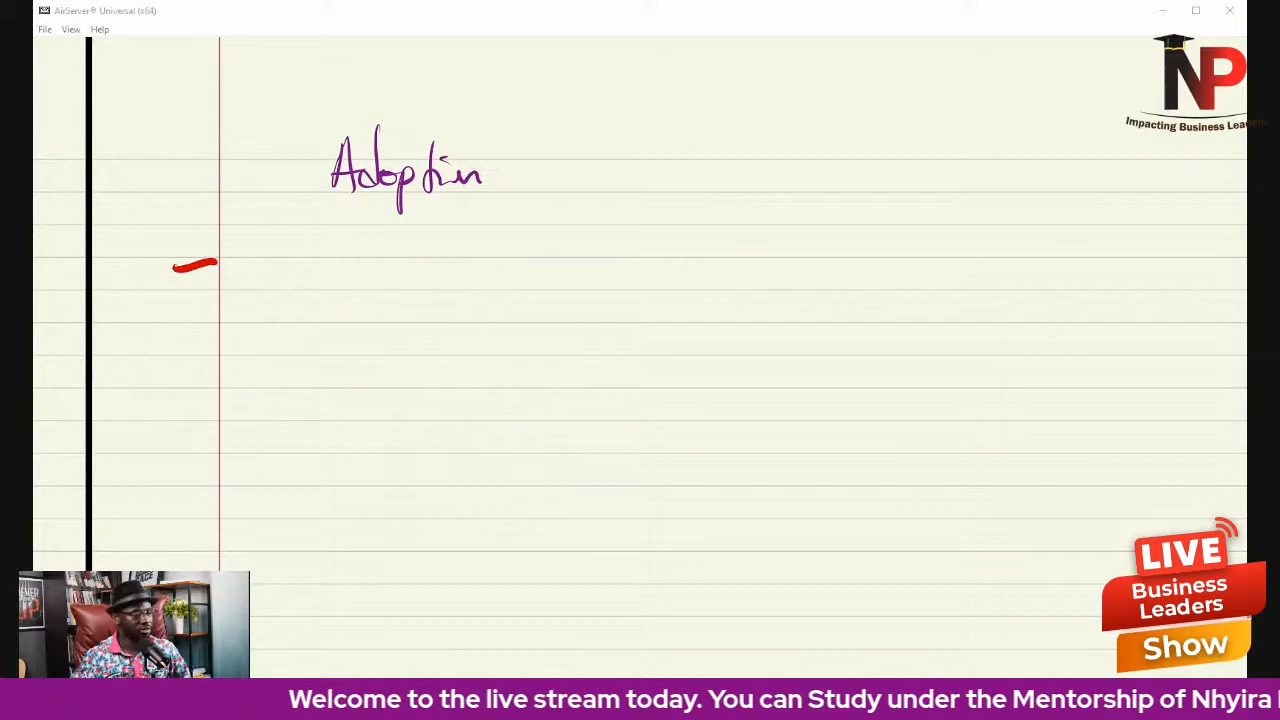 AirServer® Universal (x64)
File View Help
NP
Impacting Business Leaders
Adoption
LIVE
Business
Leaders
Show
Welcome to the live stream today. You can Study under the Mentorship of Nhyira